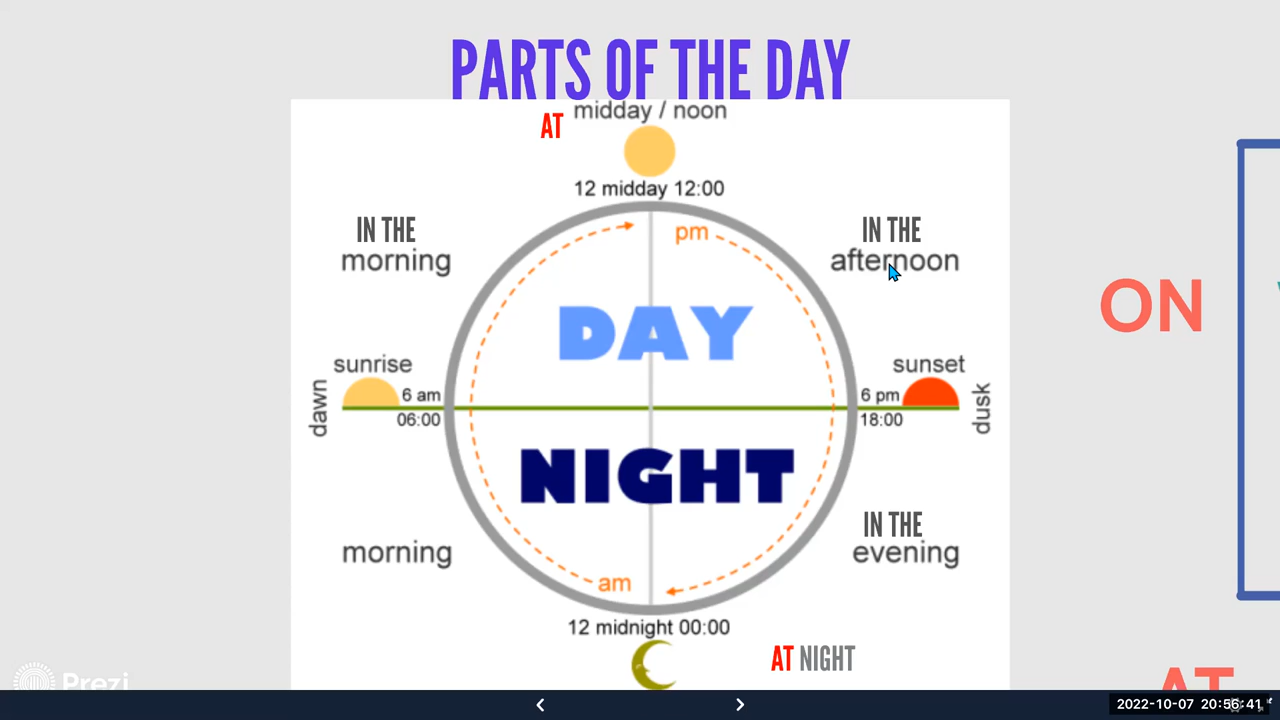 PARTS OF THE DAY
midday / noon
AT
12 midday 12:00
IN THE
morning
pm
IN THE
afternoon
DAY
ON
sunrise
sunset
dawn
6 am
06:00
6 pm
18:00
dusk
NIGHT
morning
IN THE
evening
am
12 midnight 00:00
AT NIGHT
AT
Prezi
2022-10-07 20:56:41